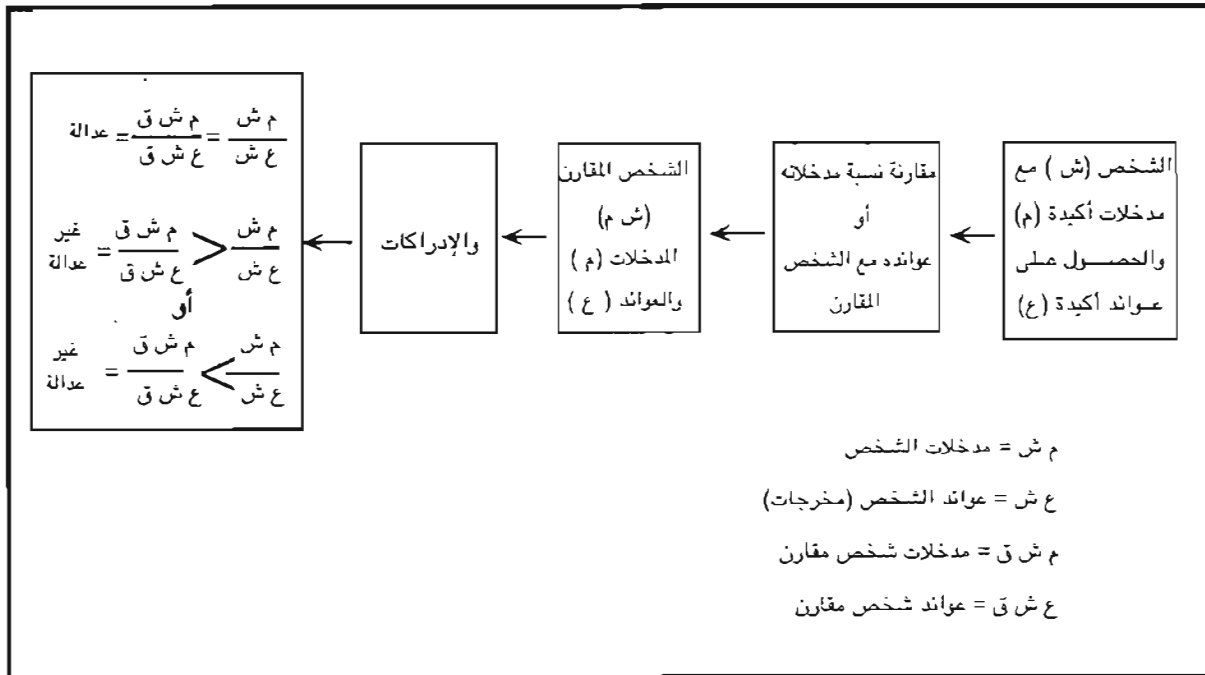 الشخص (ش) مع
مدخلات أكيدة (م)
والحصول على
عوائد أكيدة (ع)
مقارنة نسبة مدخلاته
أو
عوائده مع الشخص
المقارن
الشخص المقارن
(ش م)
المدخلات (م)
والعوائد (ع)
والإدراكات
م ش / ع ش = م ش ق / ع ش ق = عدالة
م ش / ع ش > م ش ق / ع ش ق = غير عدالة
أو
م ش / ع ش < م ش ق / ع ش ق = غير عدالة
م ش = مدخلات الشخص
ع ش = عوائد الشخص (مخرجات)
م ش ق = مدخلات شخص مقارن
ع ش ق = عوائد شخص مقارن